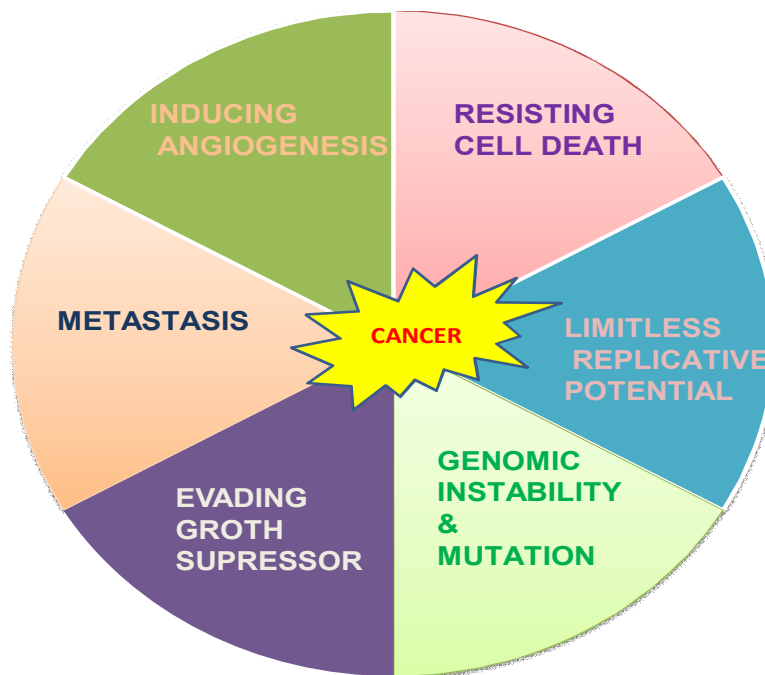 INDUCING
ANGIOGENESIS
RESISTING
CELL DEATH
METASTASIS
CANCER
LIMITLESS
REPLICATIVE
POTENTIAL
EVADING
GROTH
SUPRESSOR
GENOMIC
INSTABILITY
&
MUTATION